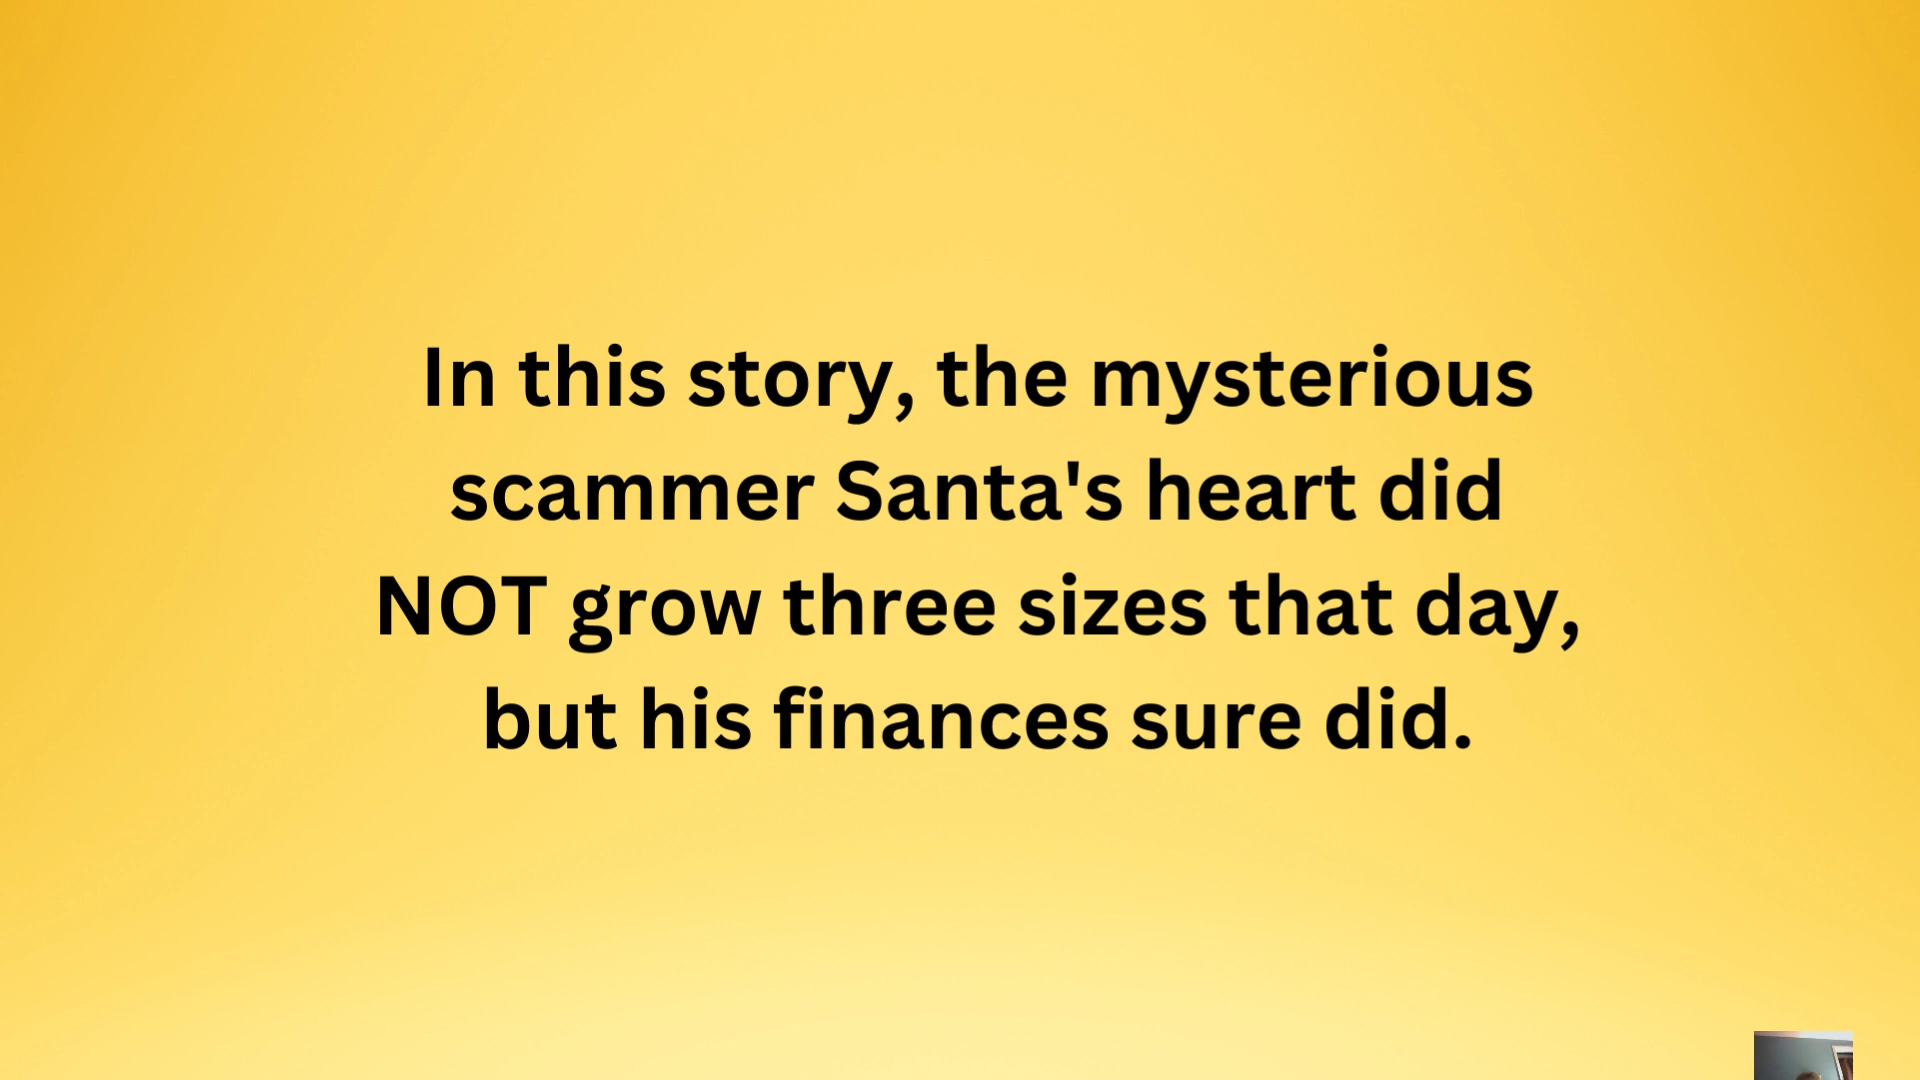 In this story, the mysterious
scammer Santa's heart did
NOT grow three sizes that day,
but his finances sure did.